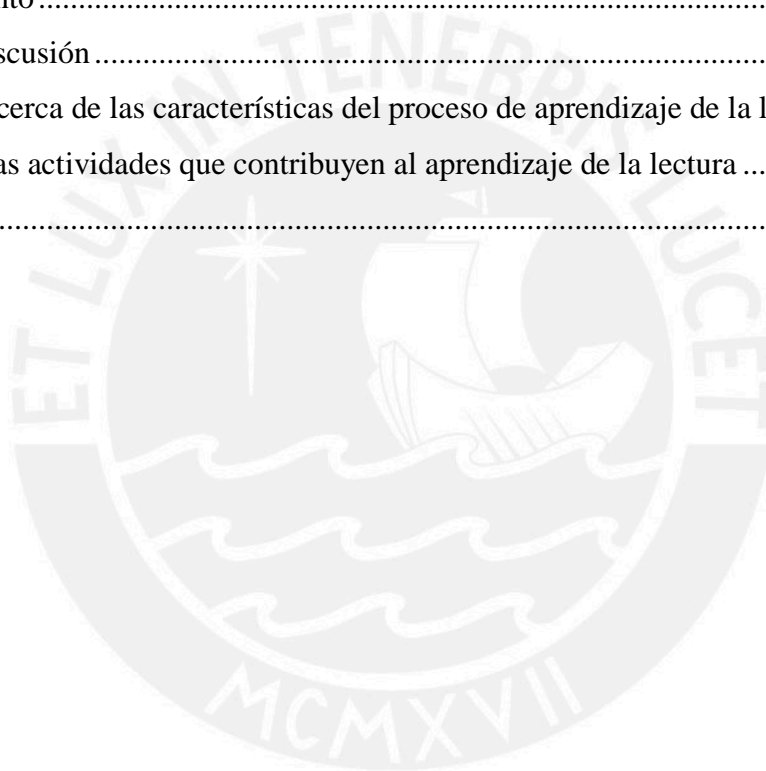 nto ........................................................................................................
scusión ........................................................................................................
cerca de las características del proceso de aprendizaje de la l
as actividades que contribuyen al aprendizaje de la lectura ...
........................................................................................................
ET LUX IN TENEBRIS LUCET
MCMXVII